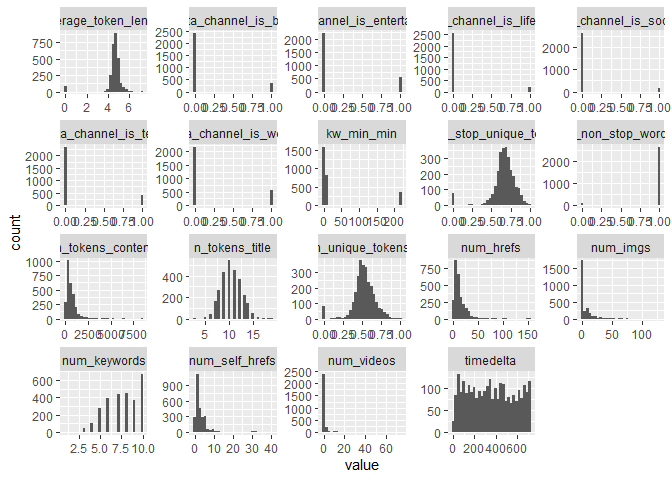 erage_token_len
ta_channel_is_b
annel_is_enterta
_channel_is_life
_channel_is_soc
750
500
250
0
2000
1500
1000
500
0
2000
1500
1000
500
0
2500
2000
1500
1000
500
0
2500
2000
1500
1000
500
0
0 2 4 6
0.00 0.25 0.50 0.75 1.00
0.00 0.25 0.50 0.75 1.00
0.00 0.25 0.50 0.75 1.00
0.00 0.25 0.50 0.75 1.00
a_channel_is_te
a_channel_is_wo
kw_min_min
_stop_unique_to
_non_stop_word
2000
1500
1000
500
0
2000
1500
1000
500
0
1500
1000
500
0
300
200
100
0
2000
1000
0
0.00 0.25 0.50 0.75 1.00
0.00 0.25 0.50 0.75 1.00
0 50 100 150 200
0.00 0.25 0.50 0.75 1.00
0.00 0.25 0.50 0.75 1.00
count
_tokens_conten
n_tokens_title
n_unique_tokens
num_hrefs
num_imgs
1000
750
500
250
0
400
200
0
300
200
100
0
750
500
250
0
1500
1000
500
0
0 2500 5000 7500
5 10 15
0.00 0.25 0.50 0.75 1.00
0 50 100 150
0 50 100
num_keywords
num_self_hrefs
num_videos
timedelta
600
400
200
0
900
600
300
0
2500
2000
1500
1000
500
0
100
50
0
2.5 5.0 7.5 10.0
0 10 20 30 40
0 20 40 60
0 200 400 600
value